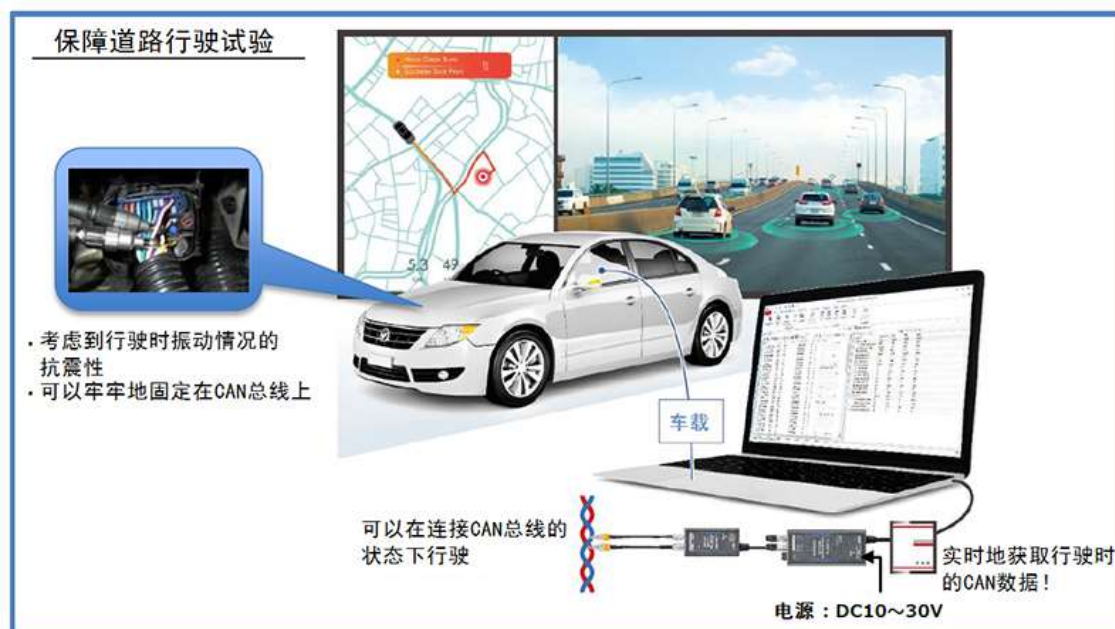 保障道路行驶试验
5.3 49
・考虑到行驶时振动情况的
抗震性
・可以牢牢地固定在CAN总线上
车载
可以在连接CAN总线的
状态下行驶
实时地获取行驶时
的CAN数据！
电源：DC10～30V